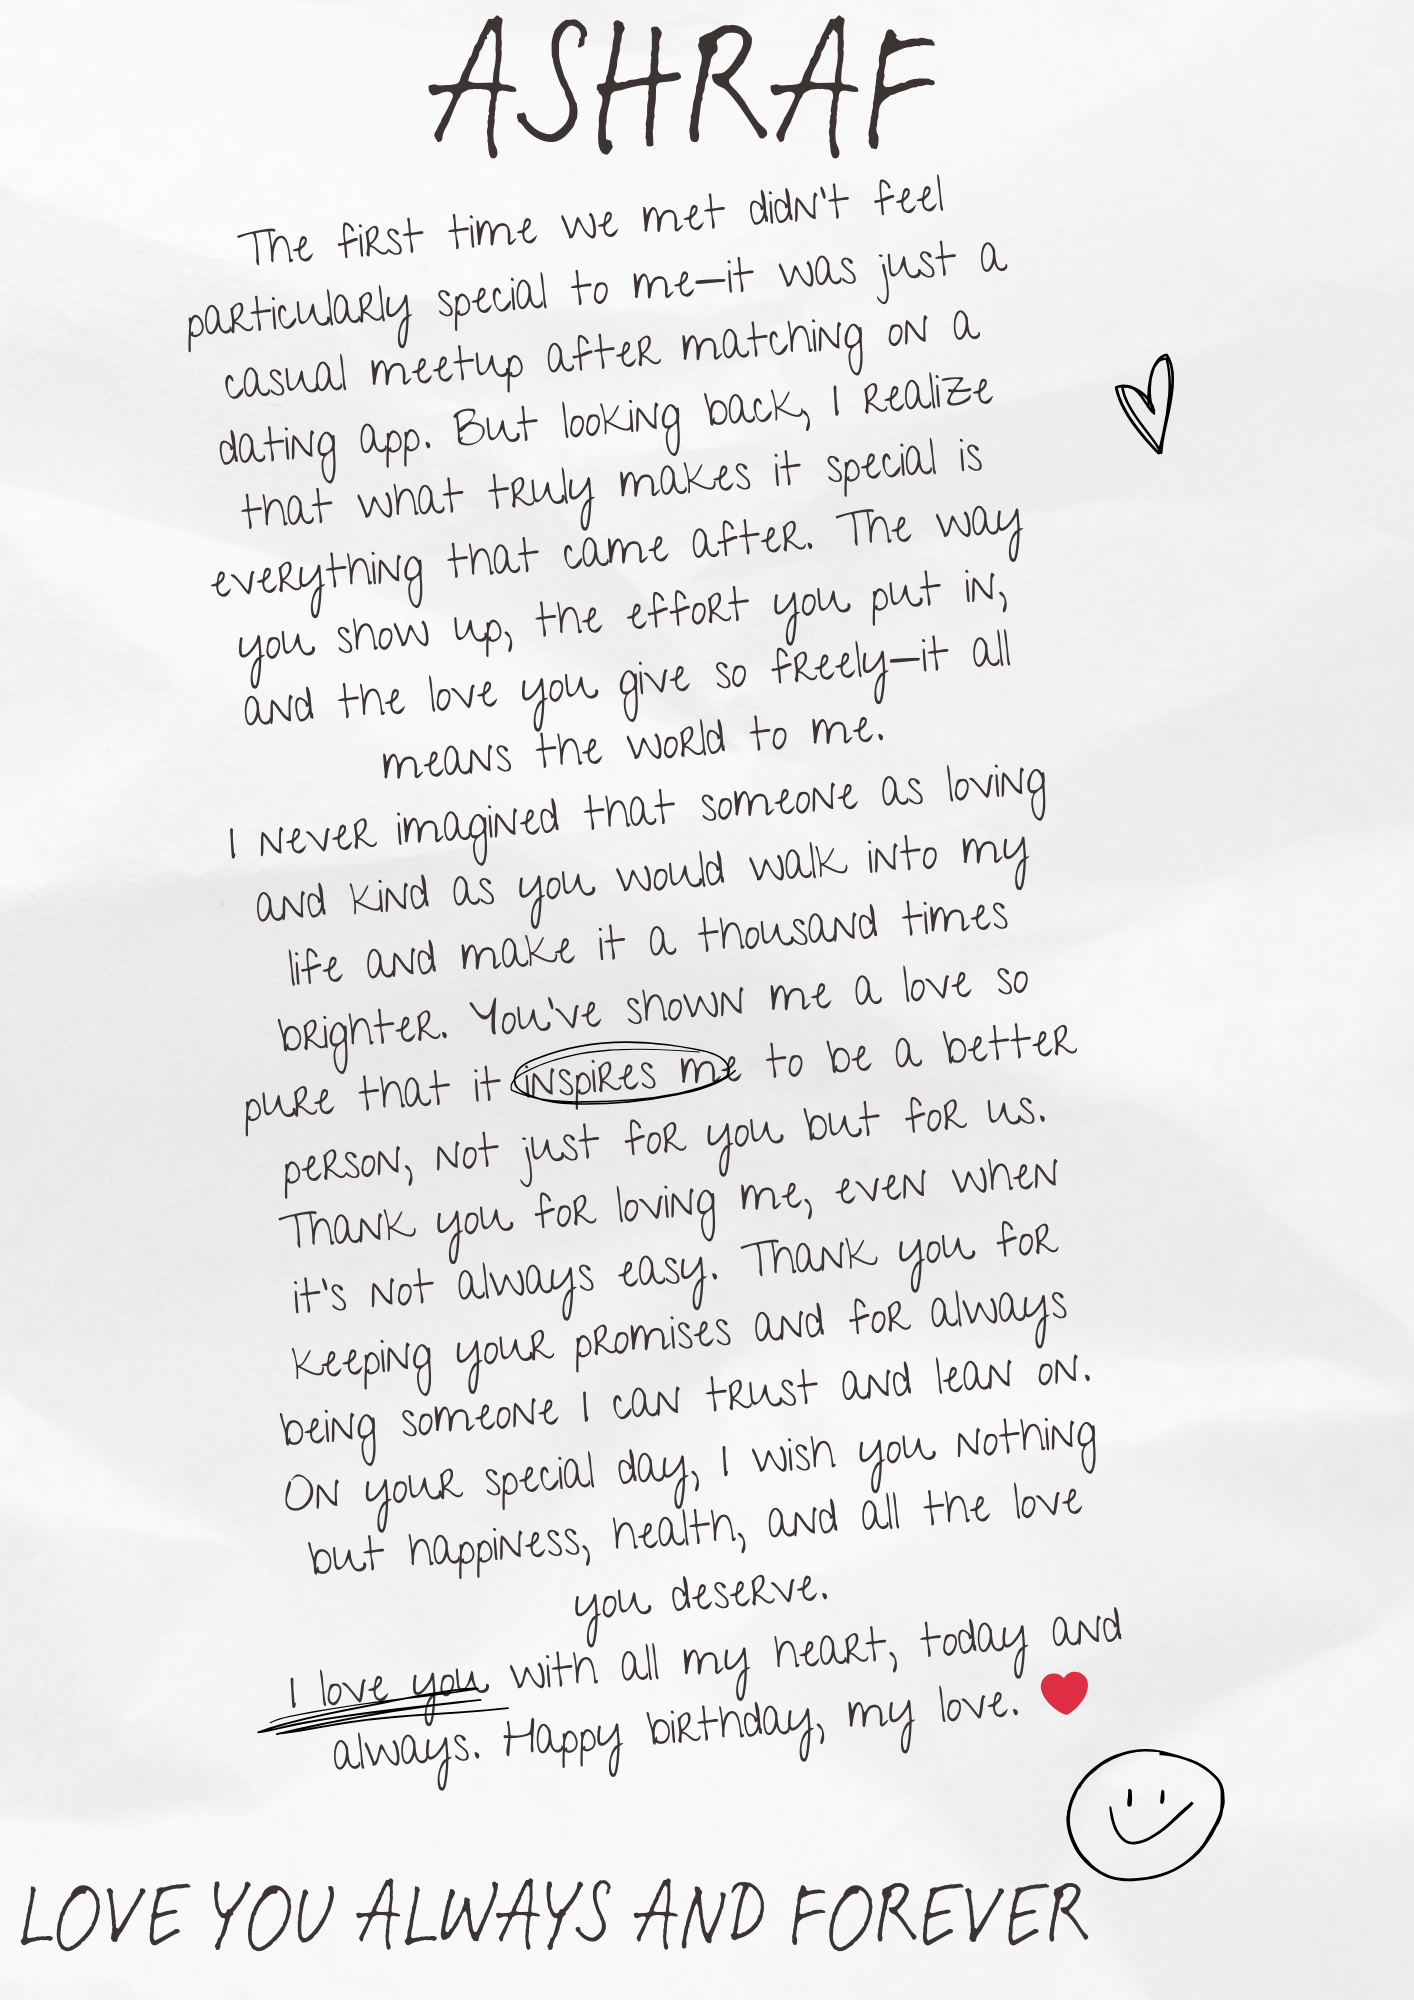 ASHRAF
The first time we met didn't feel
particularly special to me—it was just a
casual meetup after matching on a
dating app. But looking back, I realize
that what truly makes it special is
everything that came after. The way
you show up, the effort you put in,
and the love you give so freely—it all
means the world to me.
I never imagined that someone as loving
and kind as you would walk into my
life and make it a thousand times
brighter. You've shown me a love so
pure that it inspires me to be a better
person, not just for you but for us.
Thank you for loving me, even when
it's not always easy. Thank you for
keeping your promises and for always
being someone I can trust and lean on.
On your special day, I wish you nothing
but happiness, health, and all the love
you deserve.
I love you with all my heart, today and
always. Happy birthday, my love. ❤️
LOVE YOU ALWAYS AND FOREVER